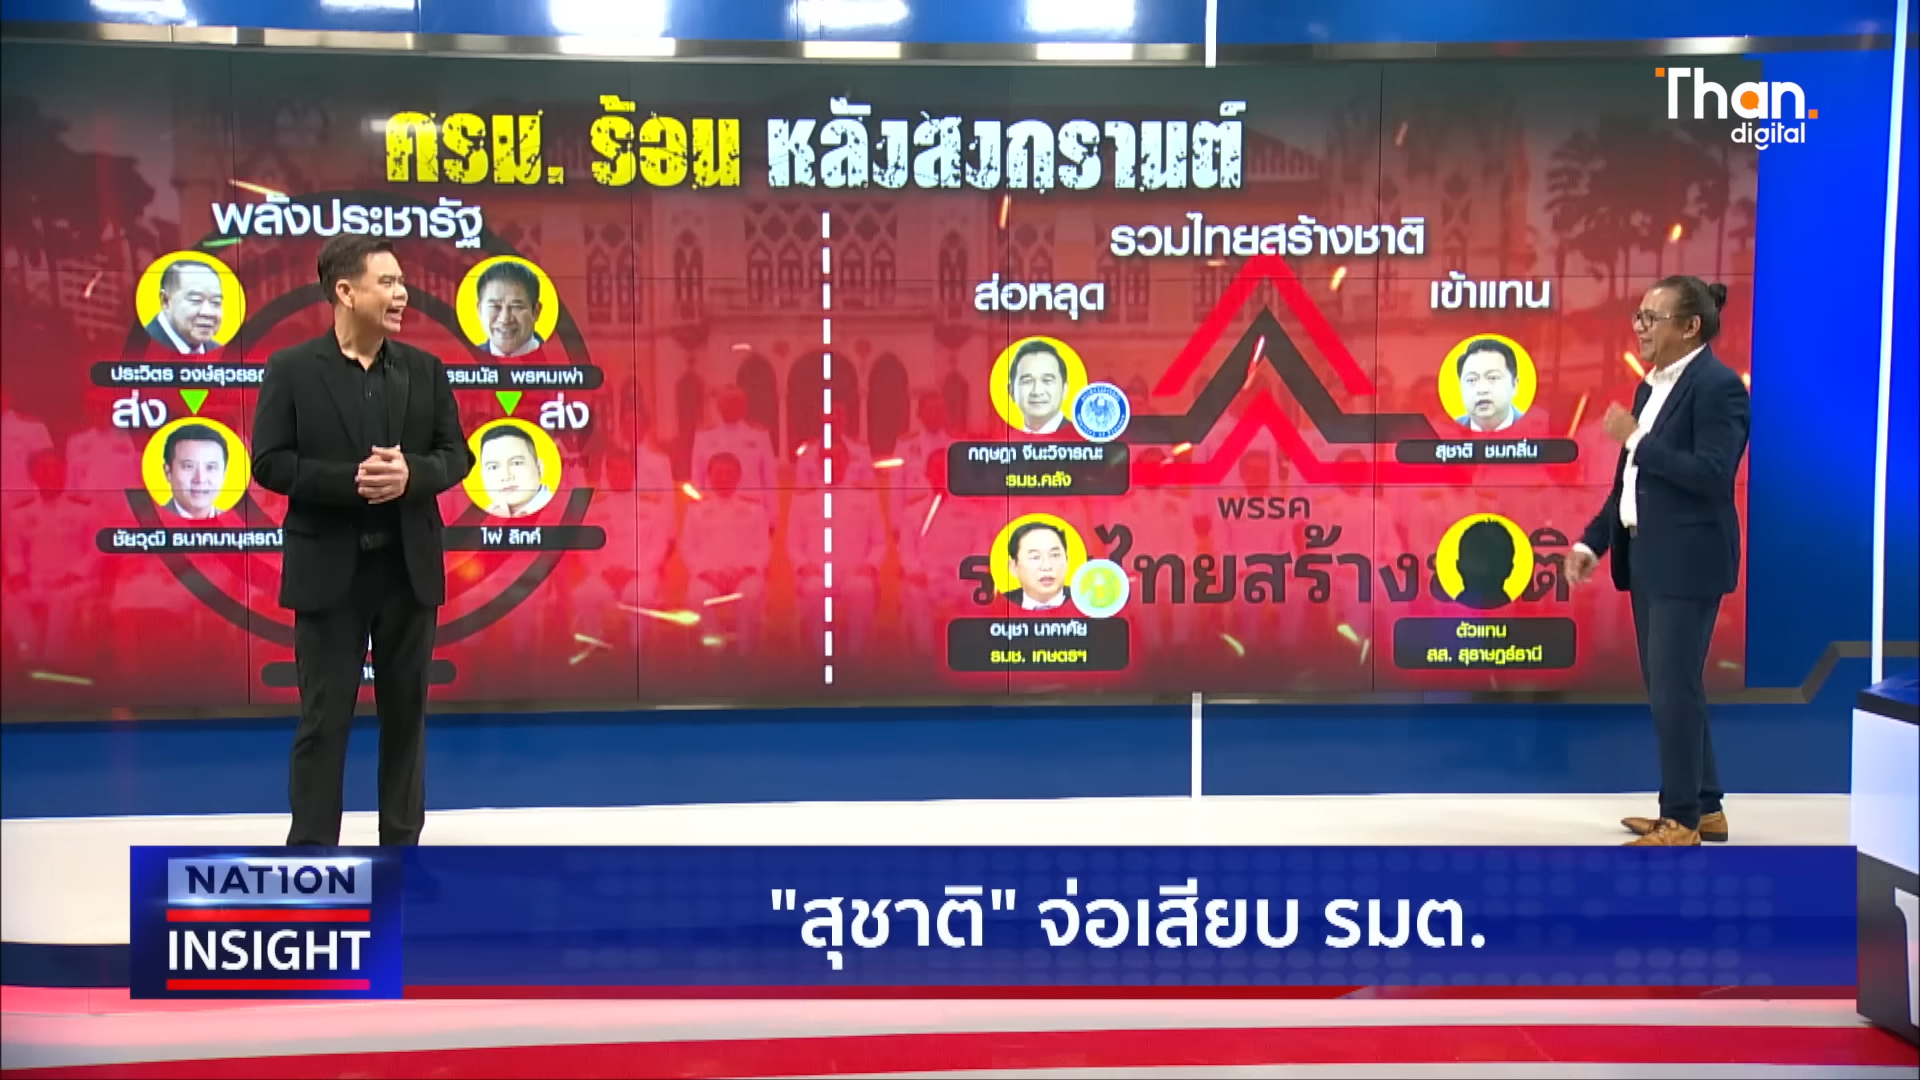 Than.
digital
ครม. ร้อน หลังสงกรานต์
พลังประชารัฐ
ประวิตร วงษ์สุวรรณ
ธรรมนัส พรหมเผ่า
ส่ง
ส่ง
ชัยวุฒิ ธนาคมานุสรณ์
ไผ่ ลิกค์
รวมไทยสร้างชาติ
ส่อหลุด
เข้าแทน
กฤษฎา จีนะวิจารณะ
รมช.คลัง
สุชาติ ชมกลิ่น
พรรค
ไทยสร้าง
อนุชา นาคาศัย
รมช. เกษตรฯ
ตัวแทน
สส. สุราษฎร์ธานี
NATION
INSIGHT
"สุชาติ" จ่อเสียบ รมต.